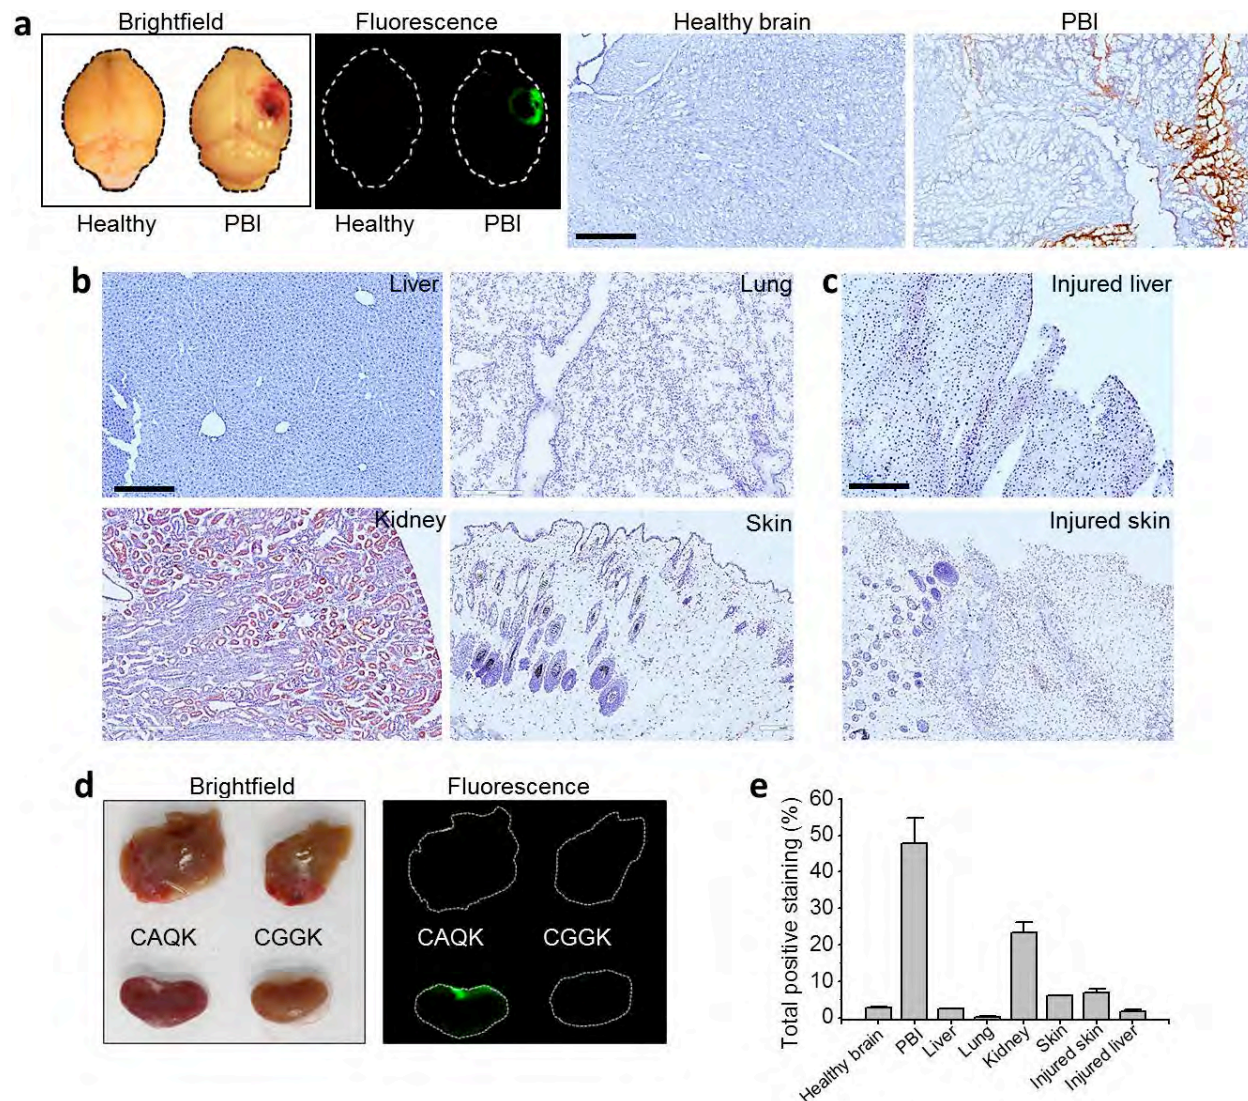 a
Brightfield
Fluorescence
Healthy brain
PBI
Healthy
PBI
Healthy
PBI
b
Liver
Lung
c
Injured liver
Kidney
Skin
Injured skin
d
Brightfield
Fluorescence
CAQK
CGGK
CAQK
CGGK
e
Total positive staining (%)
60
50
40
30
20
10
0
Healthy brain
PBI
Liver
Lung
Kidney
Skin
Injured skin
Injured liver